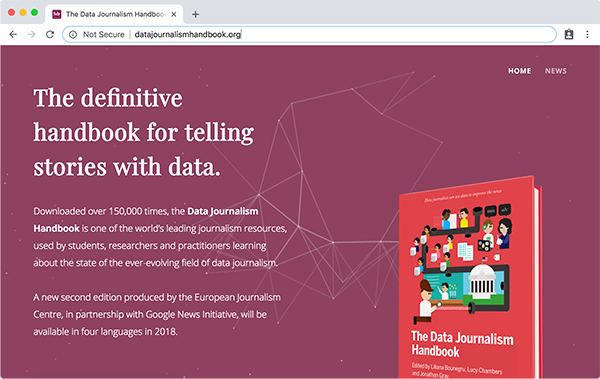 The Data Journalism Handboo
Not Secure | datajournalismhandbook.org
HOME NEWS
The definitive
handbook for telling
stories with data.
Downloaded over 150,000 times, the Data Journalism
Handbook is one of the world's leading journalism resources,
used by students, researchers and practitioners learning
about the state of the ever-evolving field of data journalism.
A new second edition produced by the European Journalism
Centre, in partnership with Google News Initiative, will be
available in four languages in 2018.
How journalists can use data to improve the news
The Data Journalism
Handbook
Edited by Liliana Bounegru, Lucy Chambers
and Jonathan Gray